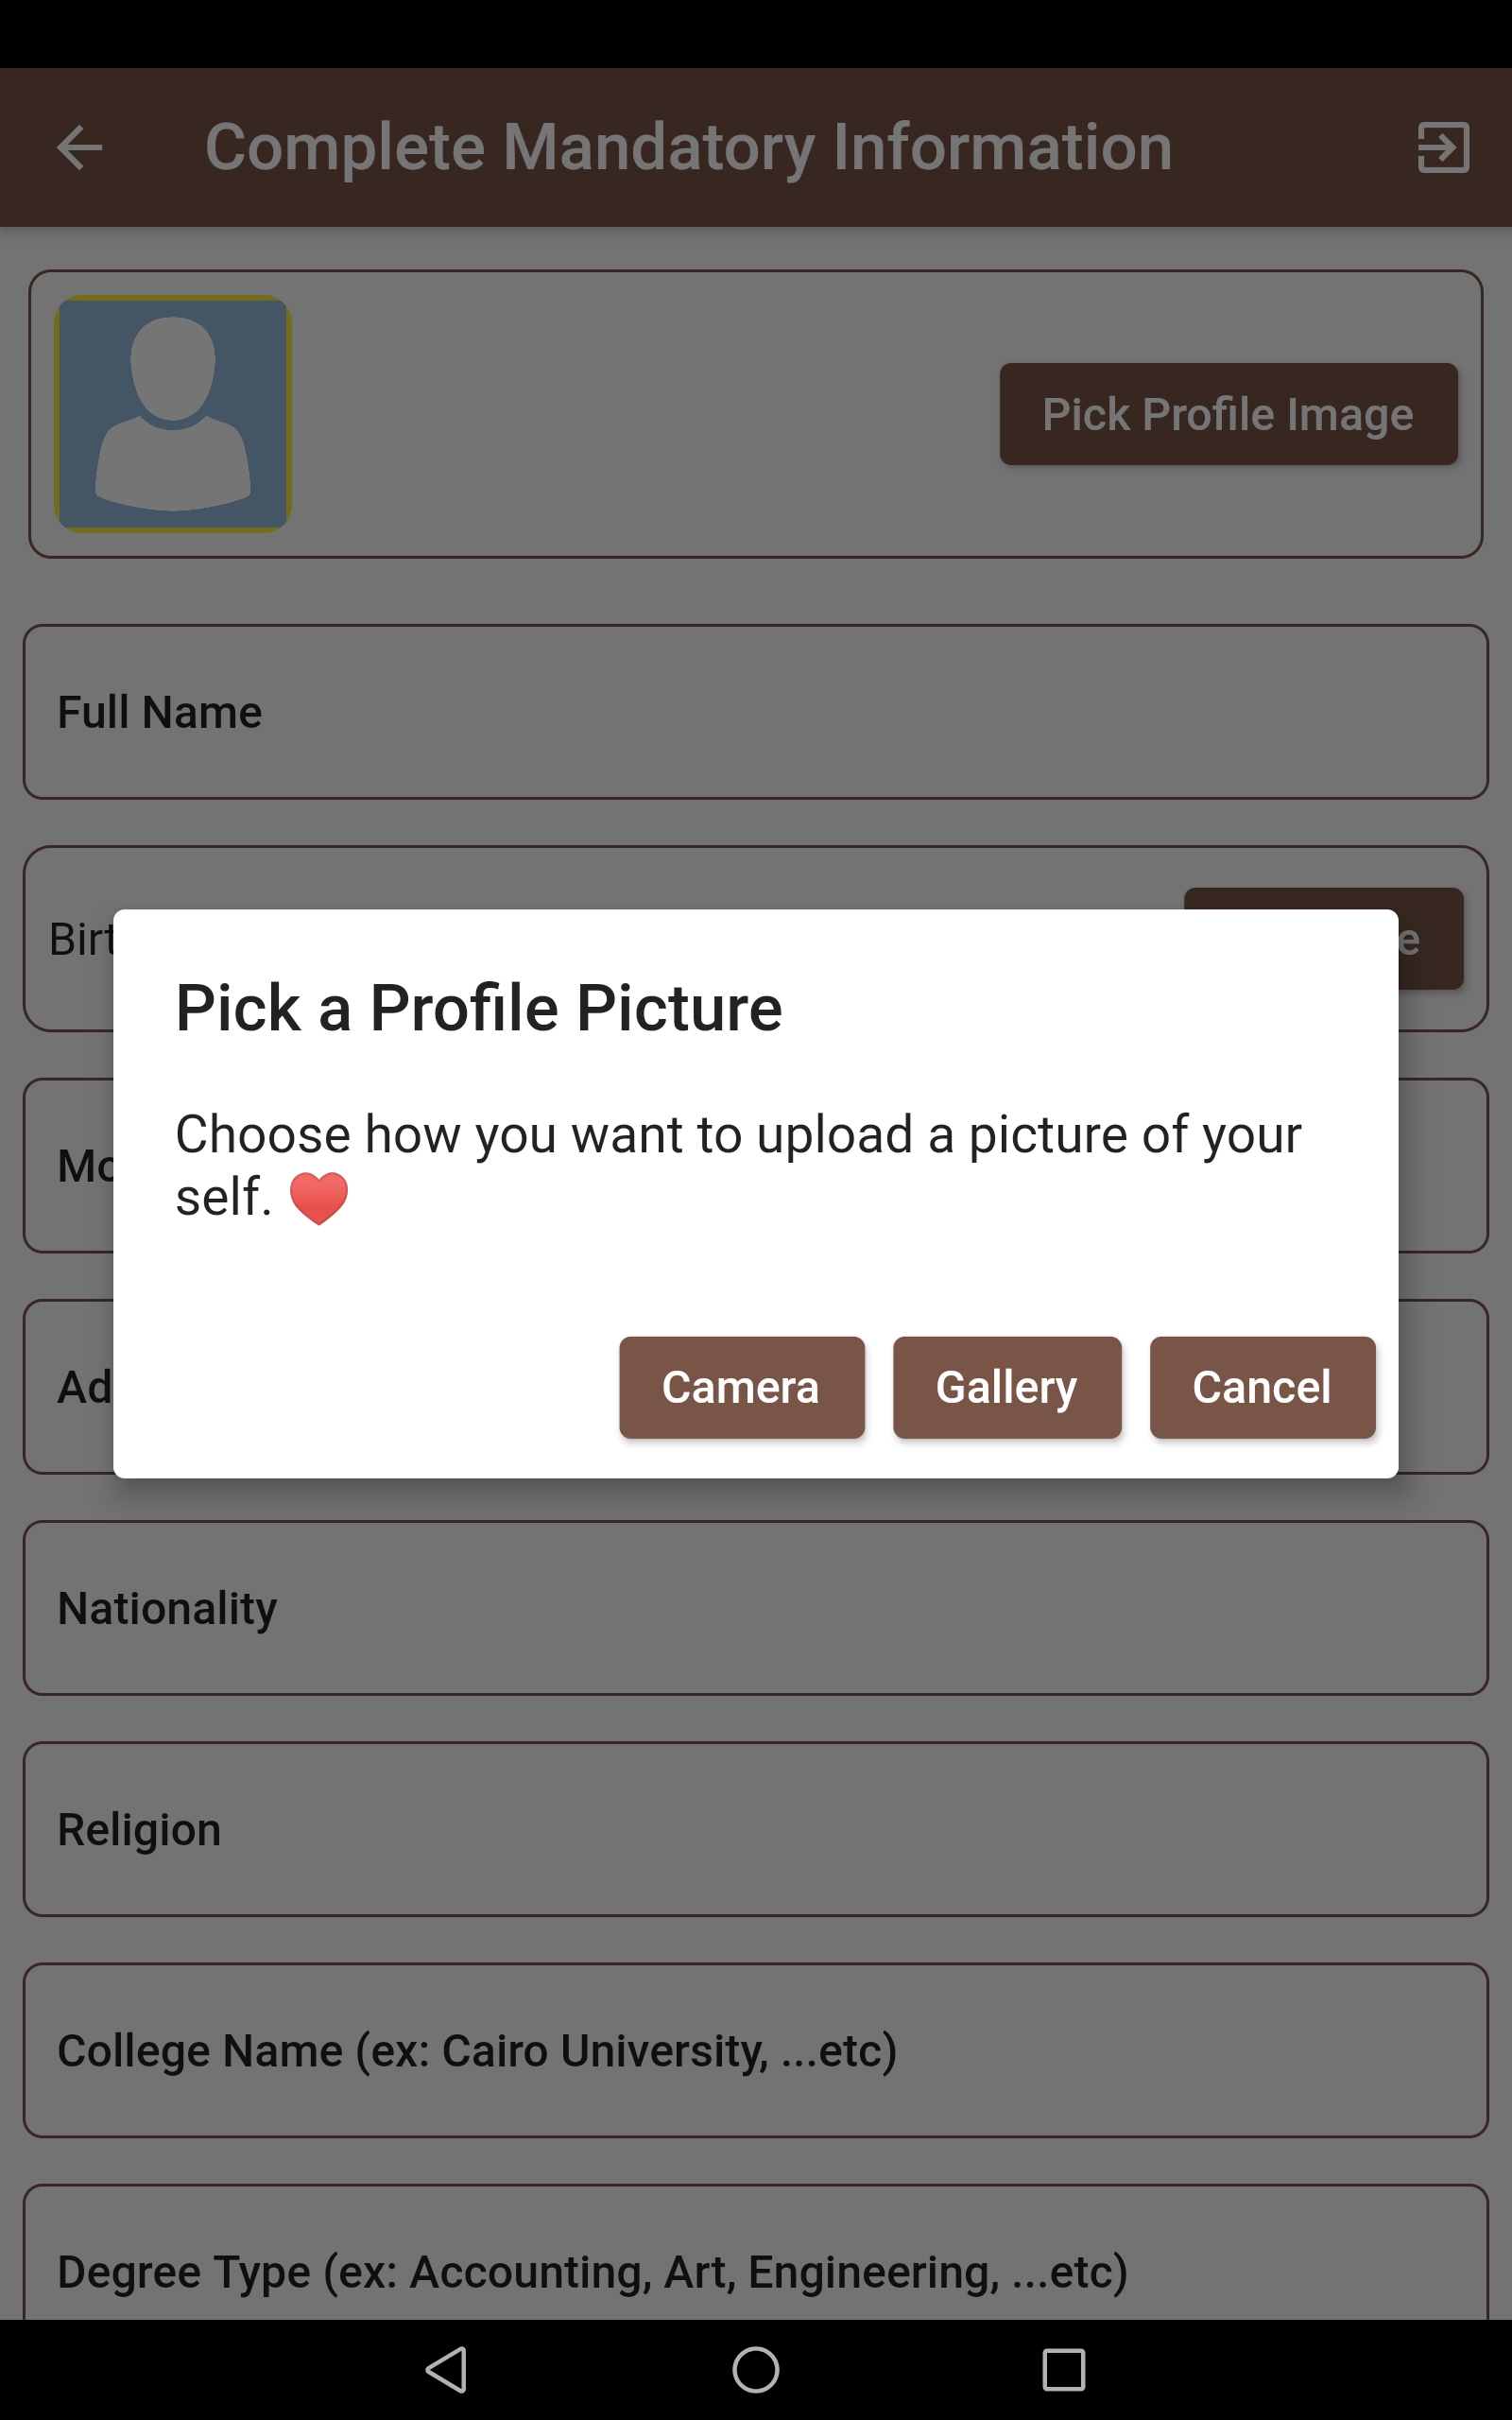 Complete Mandatory Information
Pick Profile Image
Full Name
Pick a Profile Picture
Choose how you want to upload a picture of your
self. ❤️
Camera Gallery Cancel
Nationality
Religion
College Name (ex: Cairo University, ...etc)
Degree Type (ex: Accounting, Art, Engineering, ...etc)